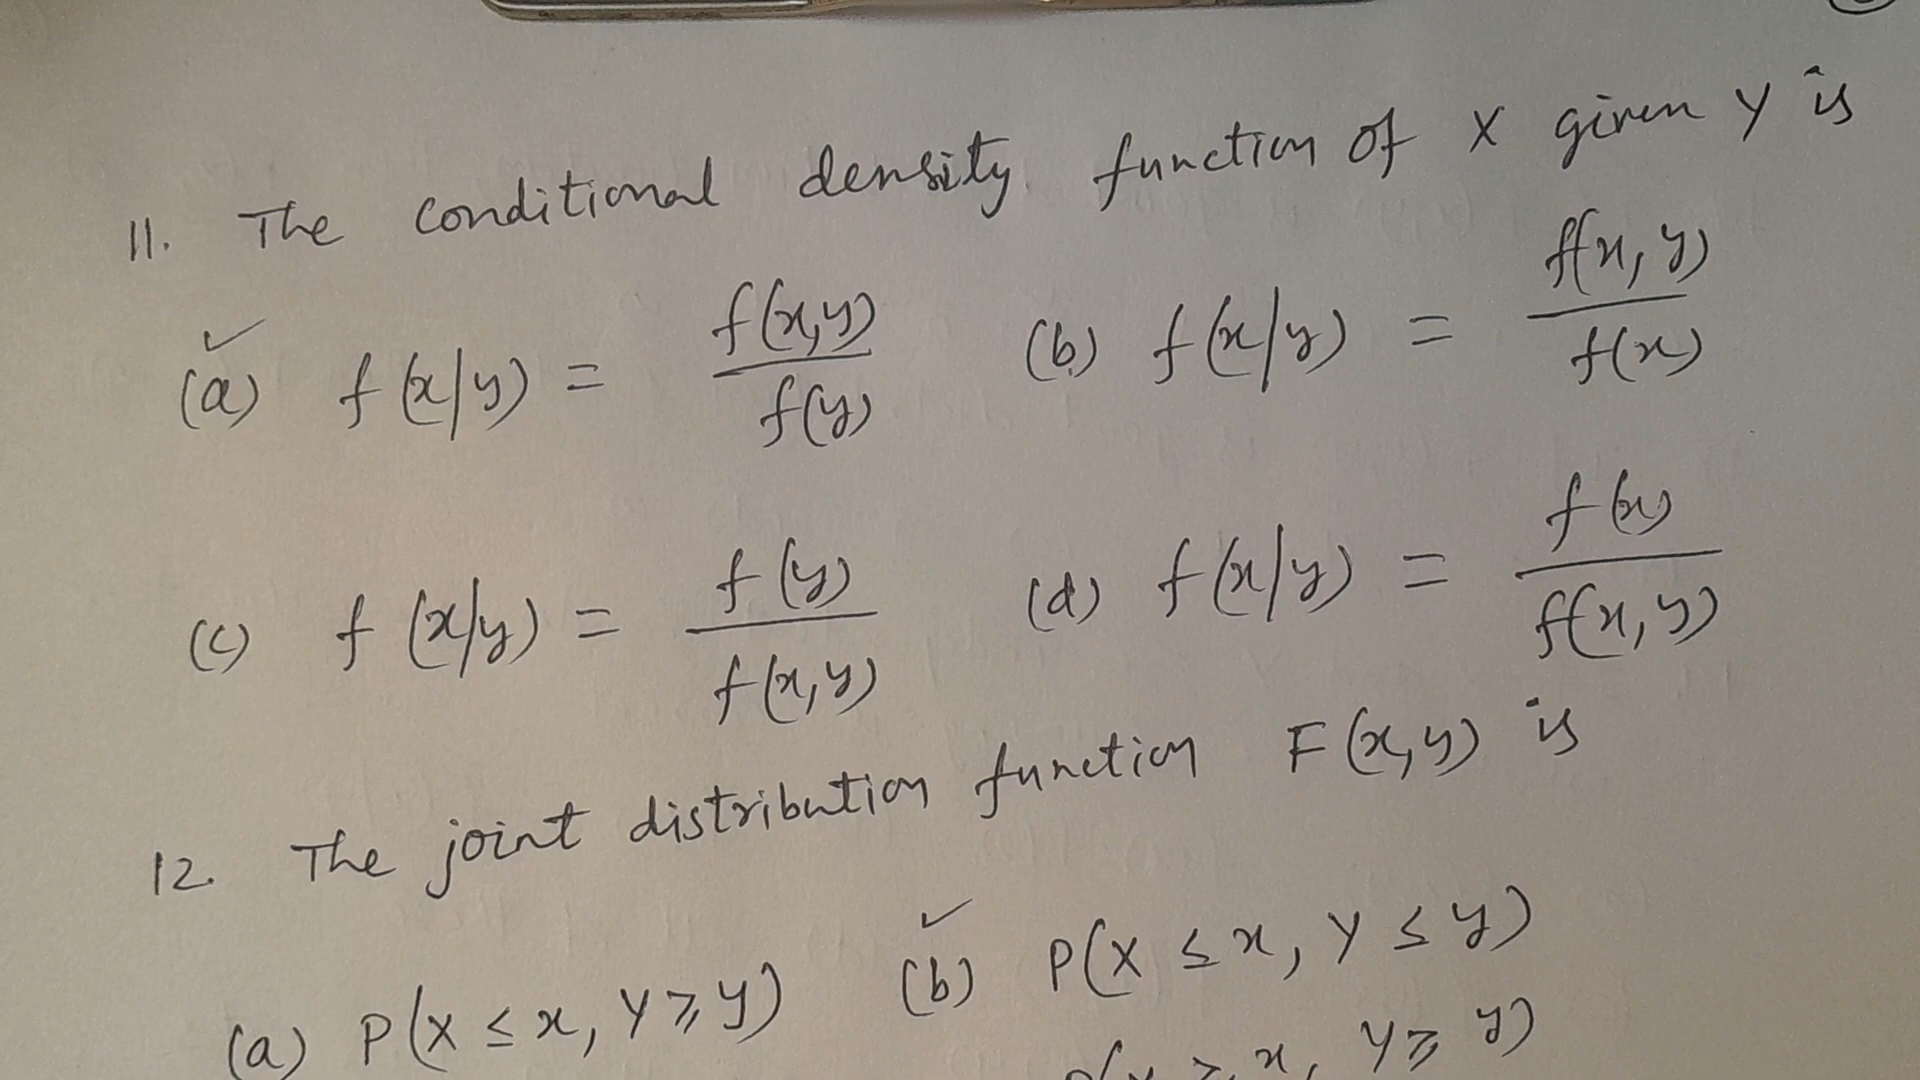 11. The conditional density function of X given Y is
✓(a) f(x/y) = f(x,y)/f(y) (b) f(x/y) = f(x,y)/f(x)
(c) f(x/y) = f(y)/f(x,y) (d) f(x/y) = f(x)/f(x,y)
12. The joint distribution function F(x,y) is
(a) P(X ≤ x, Y ≥ y) ✓(b) P(X ≤ x, Y ≤ y)
x, Y ≥ y)